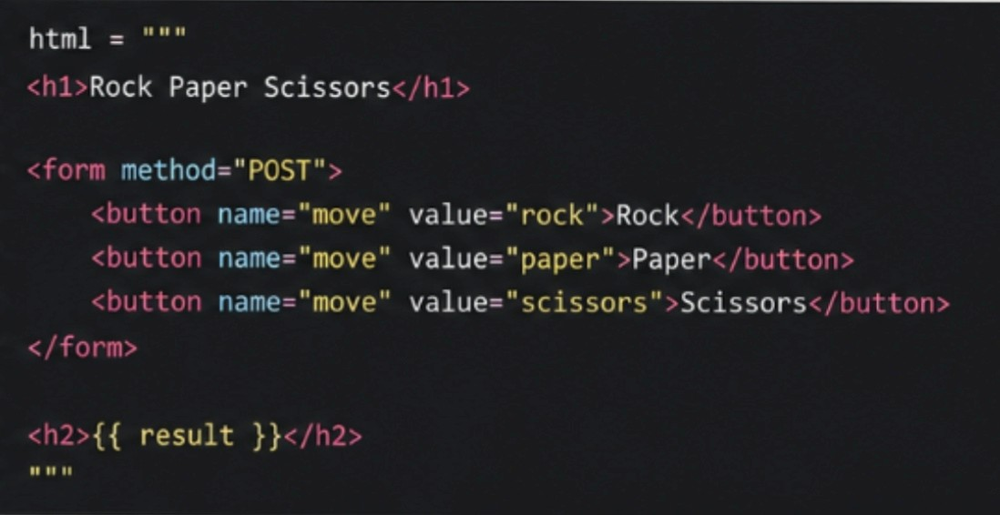 html = """
<h1>Rock Paper Scissors</h1>
<form method="POST">
<button name="move" value="rock">Rock</button>
<button name="move" value="paper">Paper</button>
<button name="move" value="scissors">Scissors</button>
</form>
<h2>{{ result }}</h2>
"""